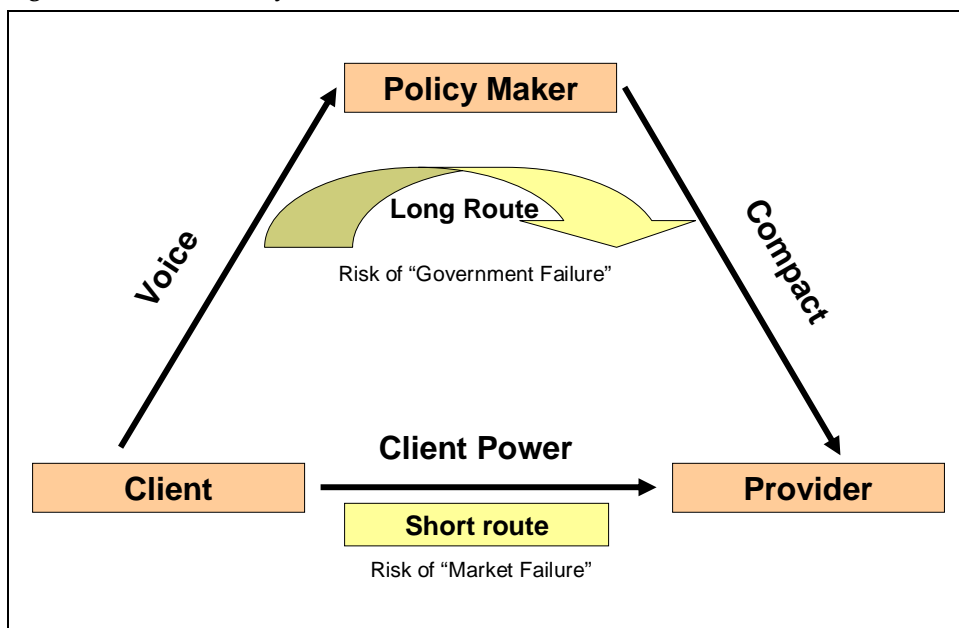 Policy Maker
Long Route
Risk of “Government Failure”
Voice
Compact
Client Power
Client
Provider
Short route
Risk of “Market Failure”